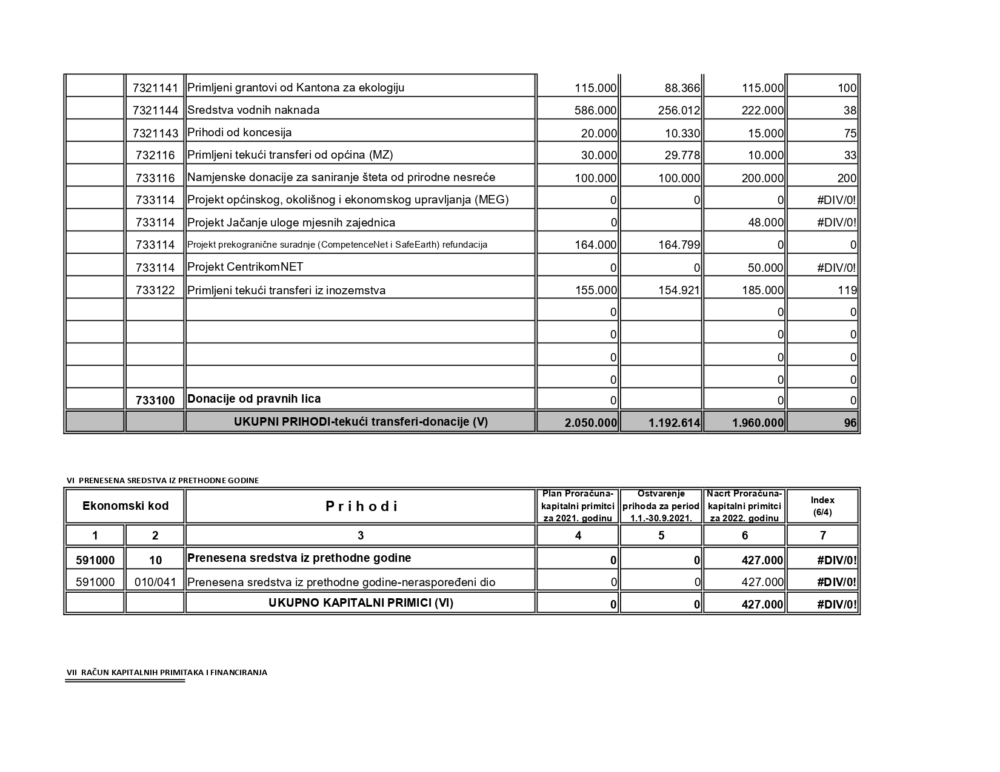 7321141 Primljeni grantovi od Kantona za ekologiju 115.000 88.366 115.000 100
7321144 Sredstva vodnih naknada 586.000 256.012 222.000 38
7321143 Prihodi od koncesija 20.000 10.330 15.000 75
732116 Primljeni tekući transferi od općina (MZ) 30.000 29.778 10.000 33
733116 Namjenske donacije za saniranje šteta od prirodne nesreće 100.000 100.000 200.000 200
733114 Projekt općinskog, okolišnog i ekonomskog upravljanja (MEG) 0 0 0 #DIV/0!
733114 Projekt Jačanje uloge mjesnih zajednica 0 48.000 #DIV/0!
733114 Projekt prekogranične suradnje (CompetenceNet i SafeEarth) refundacija 164.000 164.799 0 0
733114 Projekt CentrikomNET 0 0 50.000 #DIV/0!
733122 Primljeni tekući transferi iz inozemstva 155.000 154.921 185.000 119
0 0 0
0 0 0
0 0 0
0 0 0
733100 Donacije od pravnih lica 0 0 0
UKUPNI PRIHODI-tekući transferi-donacije (V) 2.050.000 1.192.614 1.960.000 96
VI PRENESENA SREDSTVA IZ PRETHODNE GODINE
Ekonomski kod
P r i h o d i
Plan Proračuna-
kapitalni primitci
za 2021. godinu
Ostvarenje
prihoda za period
1.1.-30.9.2021.
Nacrt Proračuna-
kapitalni primitci
za 2022. godinu
Index
(6/4)
1 2 3 4 5 6 7
591000 10 Prenesena sredstva iz prethodne godine 0 0 427.000 #DIV/0!
591000 010/041 Prenesena sredstva iz prethodne godine-neraspoređeni dio 0 0 427.000 #DIV/0!
UKUPNO KAPITALNI PRIMICI (VI) 0 0 427.000 #DIV/0!
VII RAČUN KAPITALNIH PRIMITAKA I FINANCIRANJA